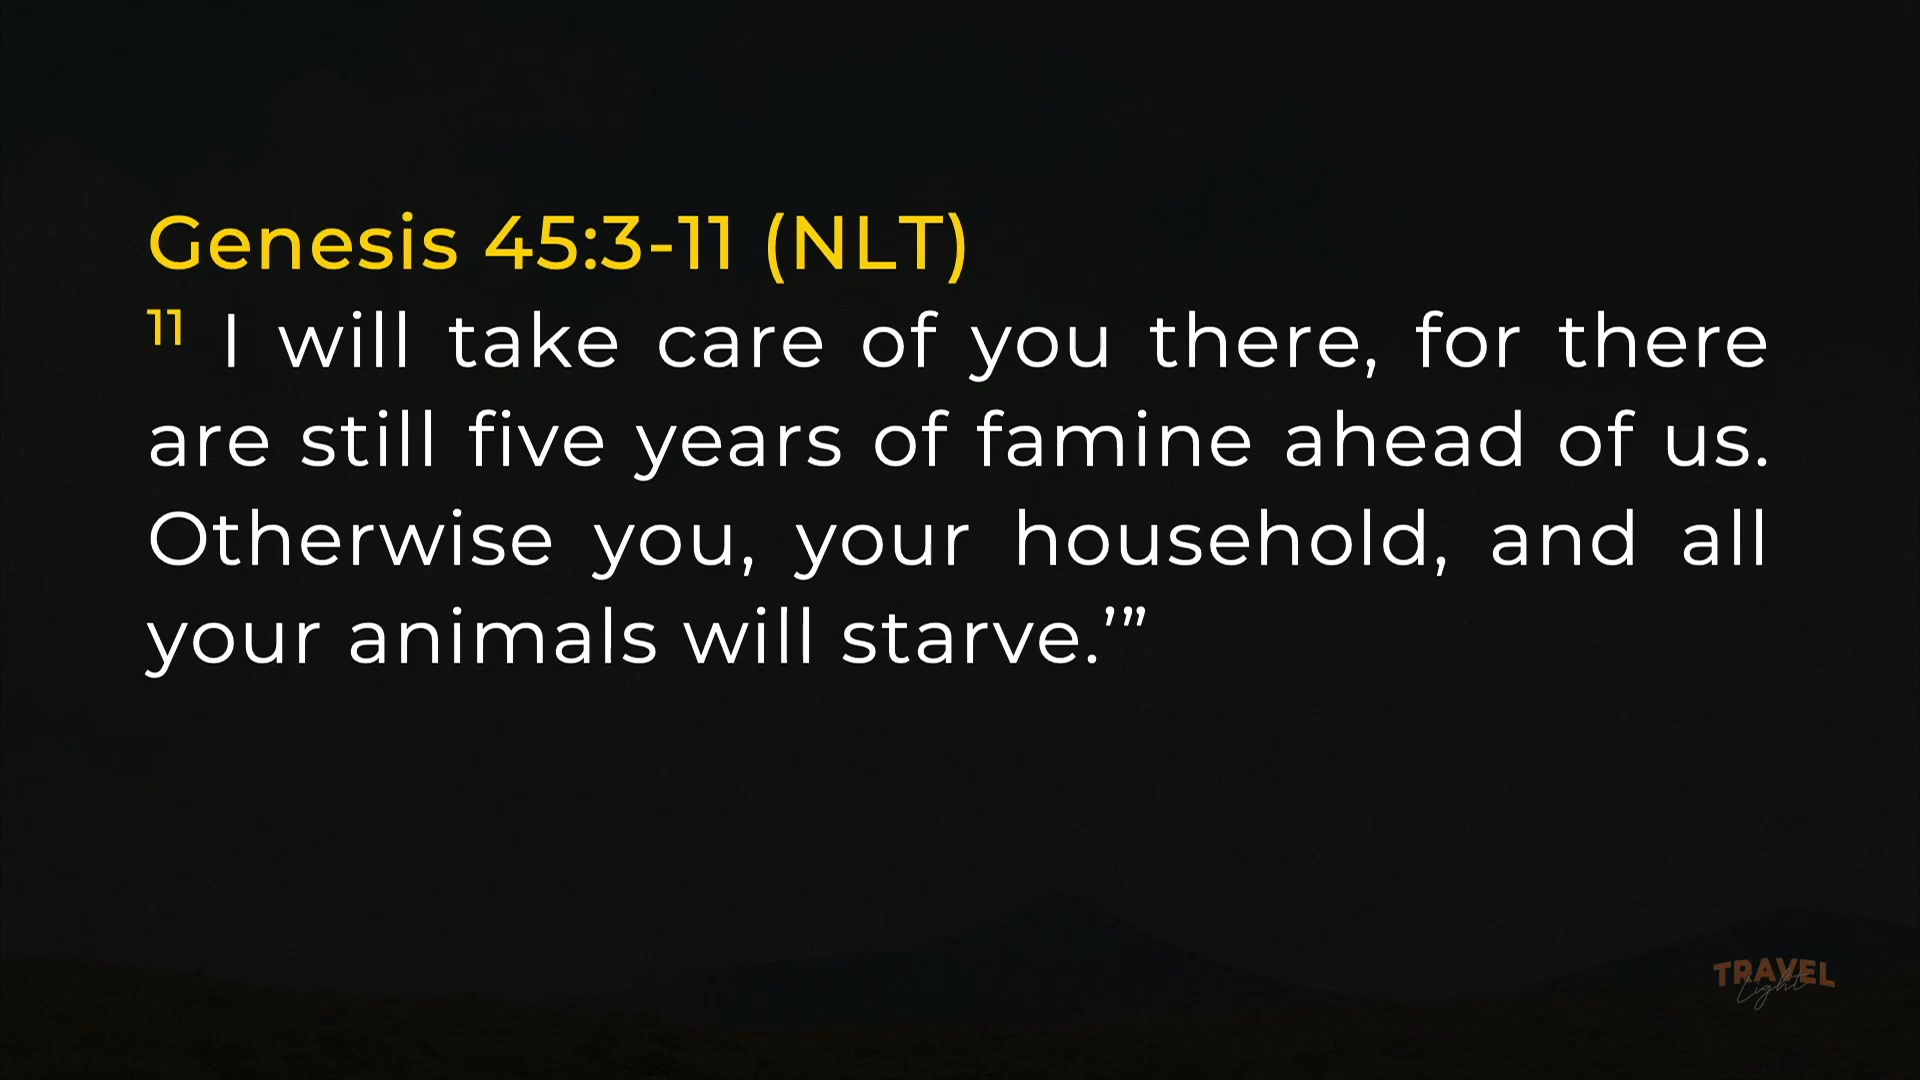 Genesis 45:3-11 (NLT)
11 I will take care of you there, for there
are still five years of famine ahead of us.
Otherwise you, your household, and all
your animals will starve.’”
TRAVEL
Light